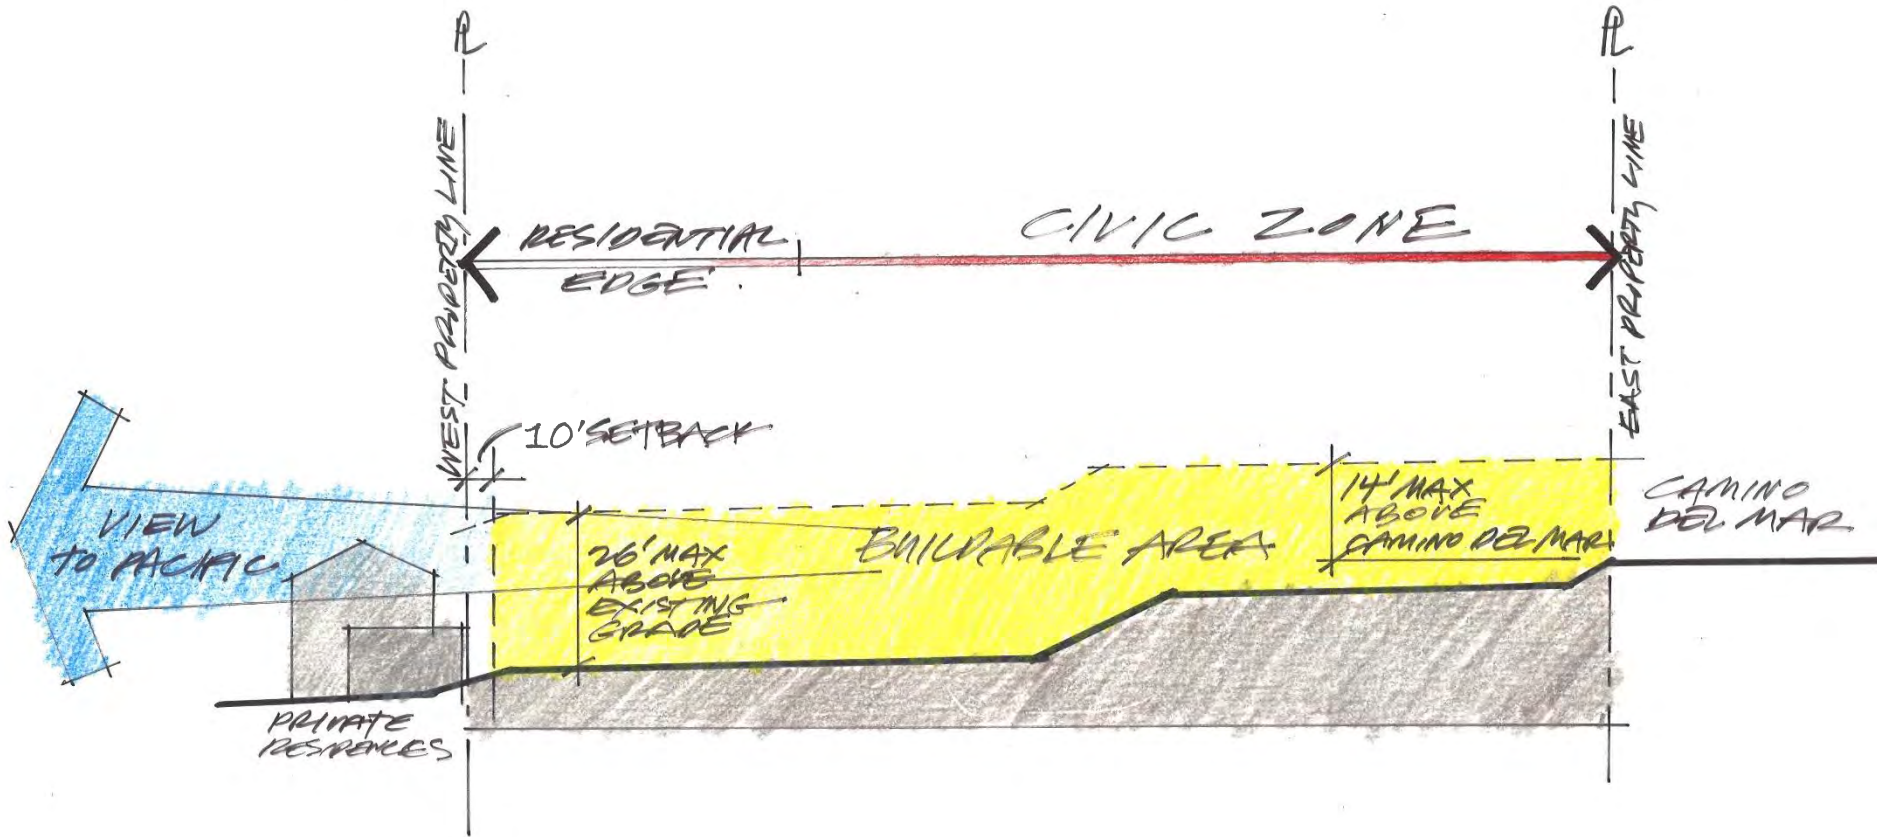 PL
PL
WEST PROPERTY LINE
EAST PROPERTY LINE
RESIDENTIAL
EDGE
CIVIC ZONE
10' SETBACK
VIEW
TO PACIFIC
26' MAX
ABOVE
EXISTING
GRADE
BUILDABLE AREA
14' MAX
ABOVE
CAMINO DEL MAR
CAMINO
DEL MAR
PRIVATE
RESIDENCES